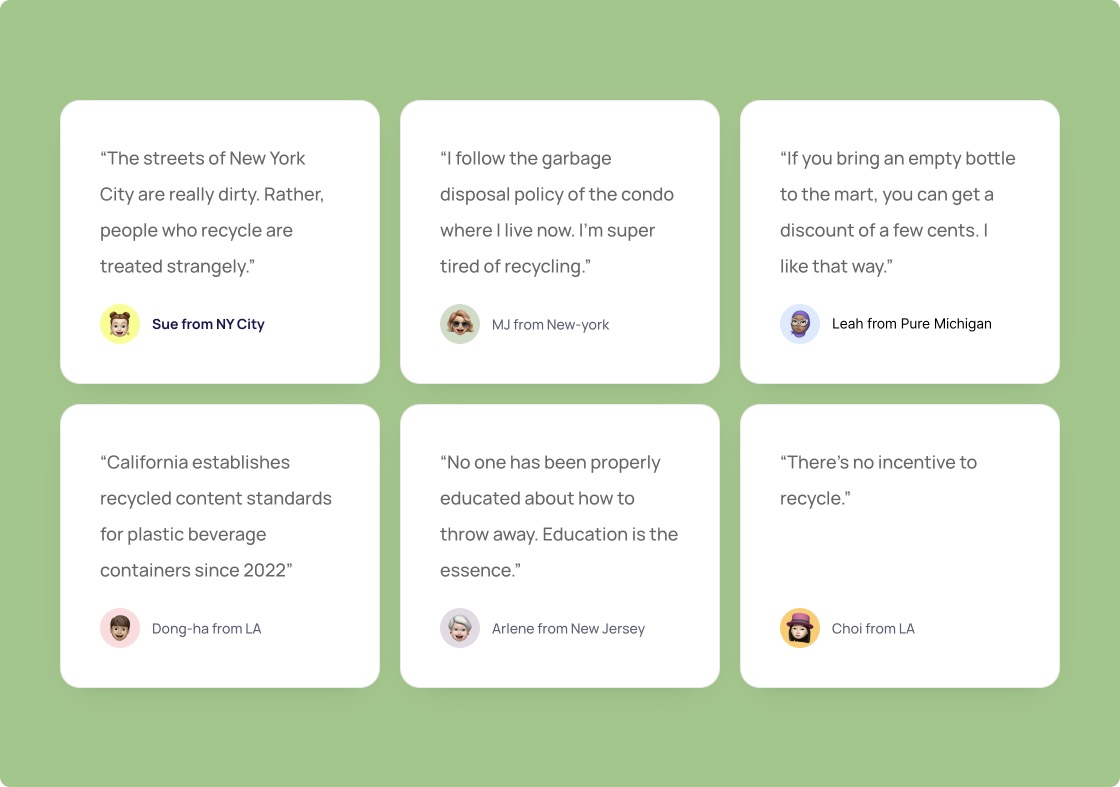 “The streets of New York
City are really dirty. Rather,
people who recycle are
treated strangely.”
Sue from NY City
“I follow the garbage
disposal policy of the condo
where I live now. I’m super
tired of recycling.”
MJ from New-york
“If you bring an empty bottle
to the mart, you can get a
discount of a few cents. I
like that way.”
Leah from Pure Michigan
“California establishes
recycled content standards
for plastic beverage
containers since 2022”
Dong-ha from LA
“No one has been properly
educated about how to
throw away. Education is the
essence.”
Arlene from New Jersey
“There’s no incentive to
recycle.”
Choi from LA